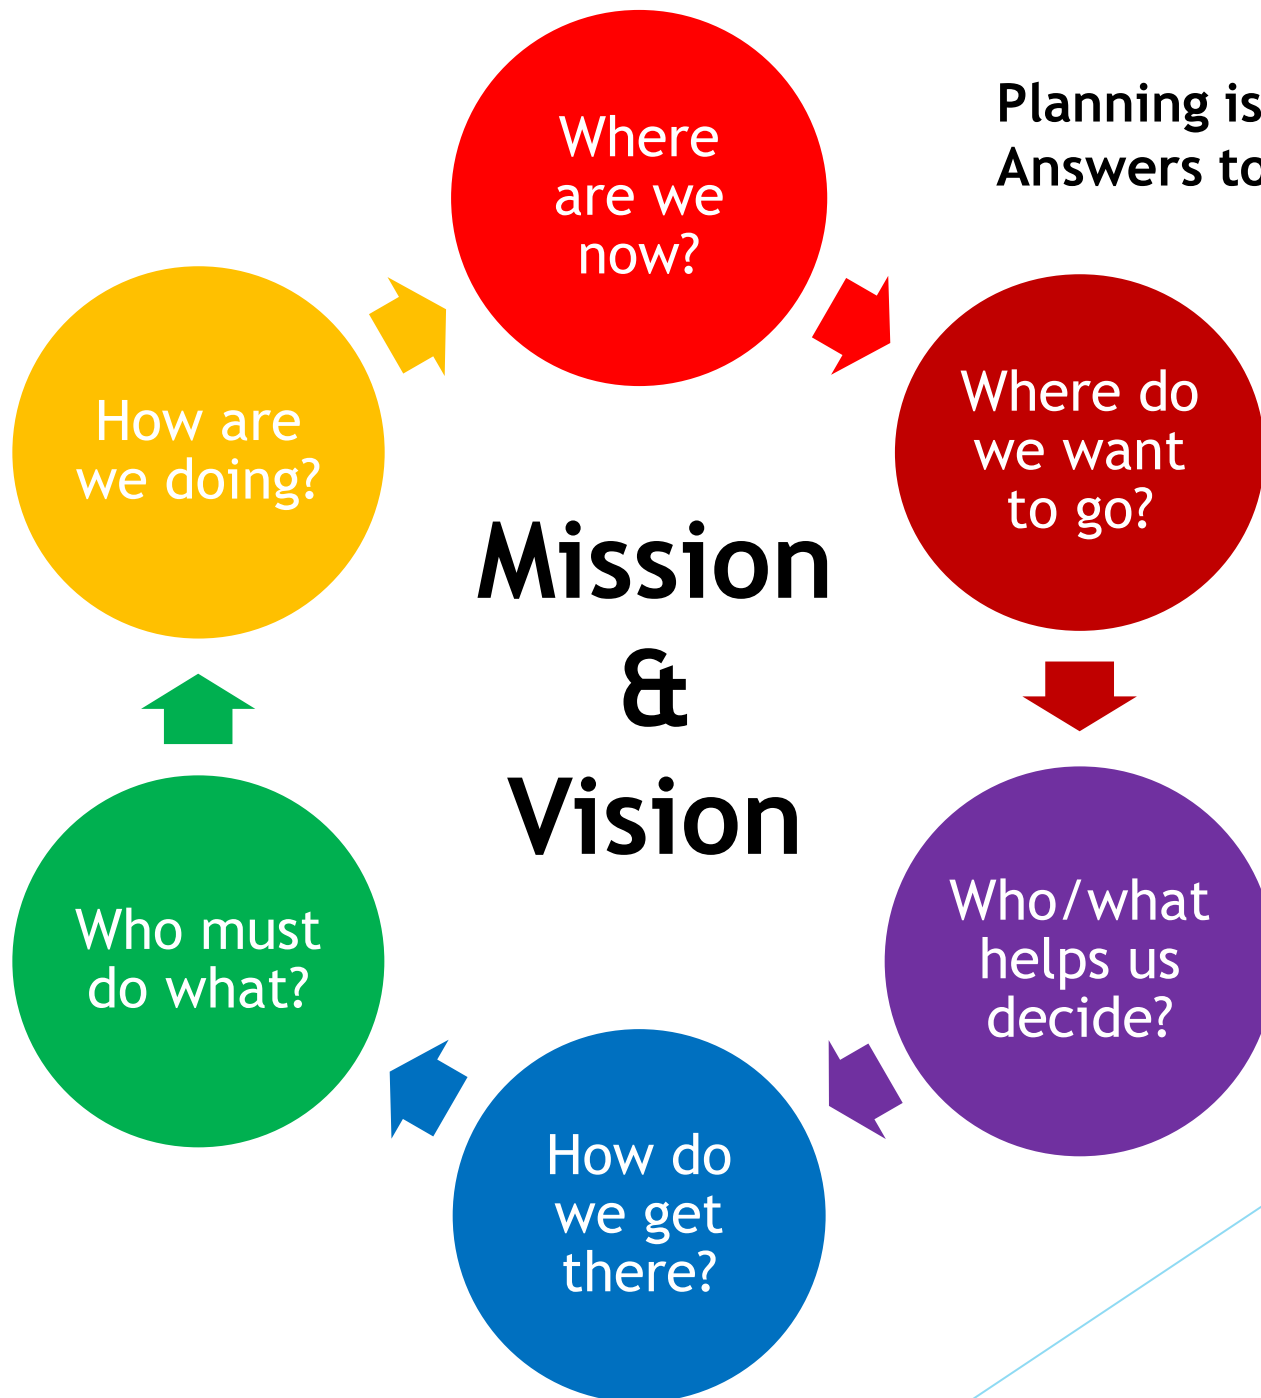 Planning is
Answers to
Where
are we
now?
Where do
we want
to go?
Who/what
helps us
decide?
How do
we get
there?
Who must
do what?
How are
we doing?
Mission
&
Vision